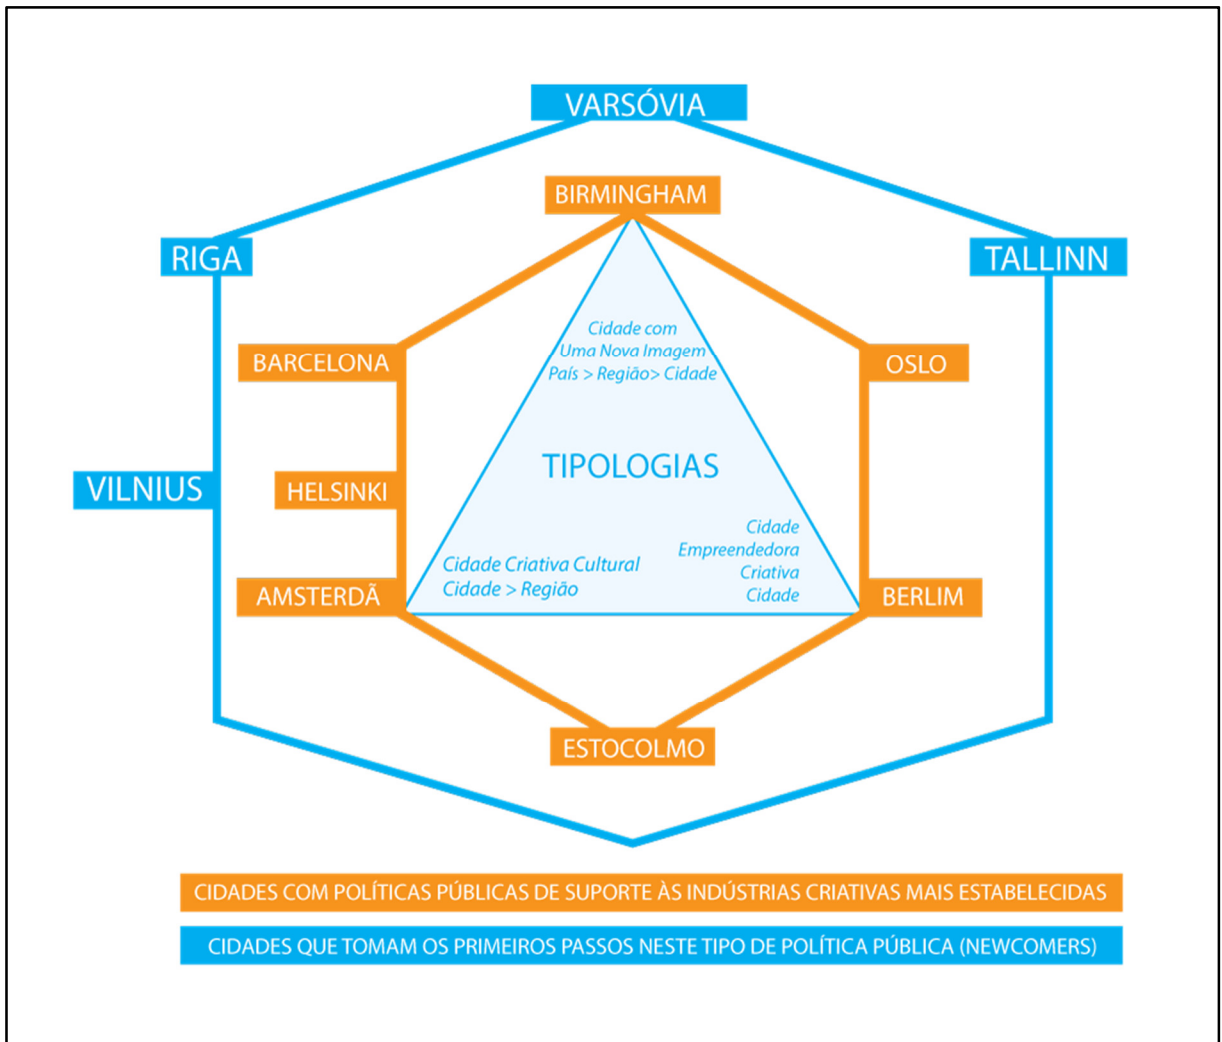 VARSÓVIA
BIRMINGHAM
RIGA
TALLINN
Cidade com
Uma Nova Imagem
País > Região> Cidade
BARCELONA
OSLO
TIPOLOGIAS
VILNIUS
HELSINKI
Cidade
Empreendedora
Criativa
Cidade
Cidade Criativa Cultural
Cidade > Região
AMSTERDÃ
BERLIM
ESTOCOLMO
CIDADES COM POLÍTICAS PÚBLICAS DE SUPORTE ÀS INDÚSTRIAS CRIATIVAS MAIS ESTABELECIDAS
CIDADES QUE TOMAM OS PRIMEIROS PASSOS NESTE TIPO DE POLÍTICA PÚBLICA (NEWCOMERS)